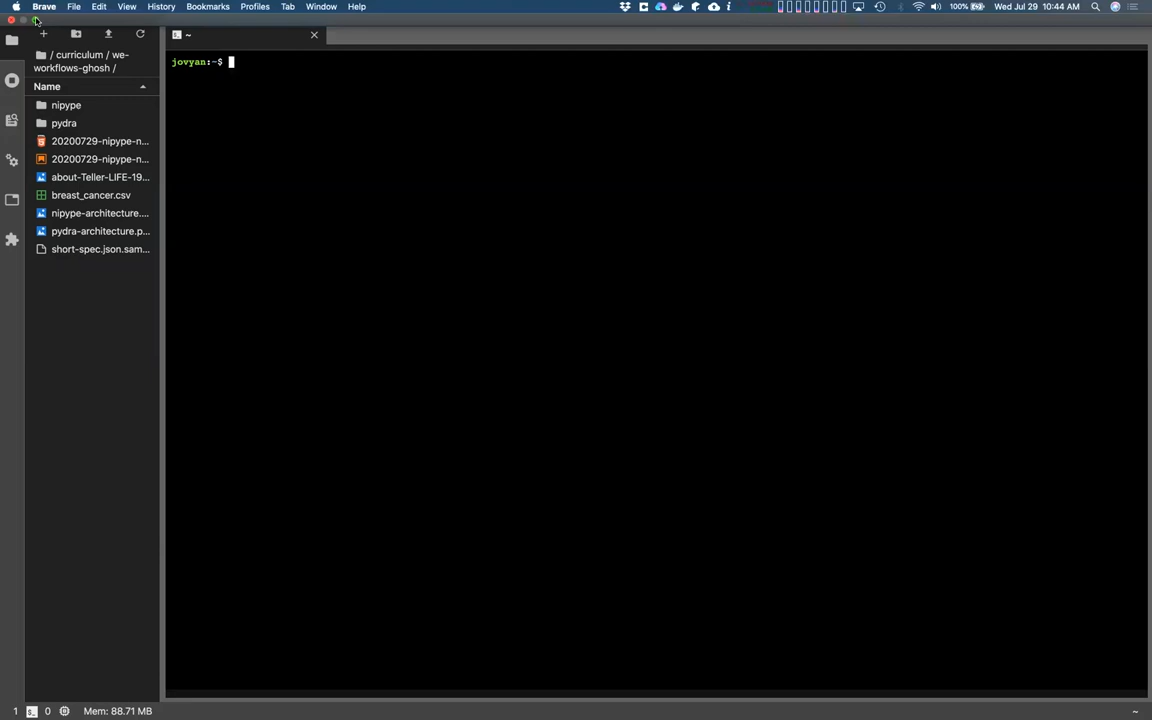 Brave File Edit View History Bookmarks Profiles Tab Window Help 100% Wed Jul 29 10:44 AM
~
/ curriculum / we-
workflows-ghosh /
Name
nipype
pydra
20200729-nipype-n...
20200729-nipype-n...
about-Teller-LIFE-19...
breast_cancer.csv
nipype-architecture....
pydra-architecture.p...
short-spec.json.sam...
jovyan:~$
1 $_ 0 Mem: 88.71 MB ~